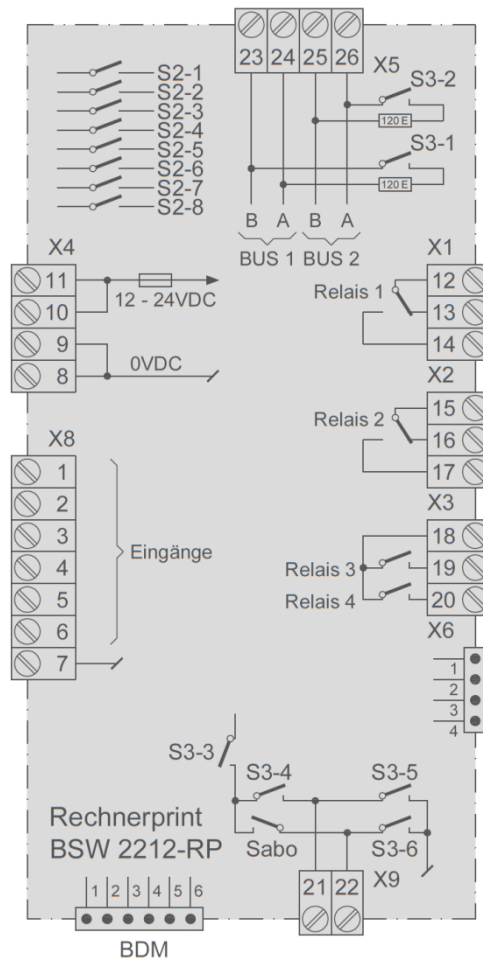 23 24 25 26
X5
S2-1
S2-2
S2-3
S2-4
S2-5
S2-6
S2-7
S2-8
S3-2
120 E
S3-1
120 E
B A B A
BUS 1 BUS 2
X4
11
10
9
8
12 - 24VDC
0VDC
X1
Relais 1
12
13
14
X2
Relais 2
15
16
17
X8
1
2
3
4
5
6
7
Eingänge
X3
18
Relais 3
19
Relais 4
20
X6
1
2
3
4
S3-3
S3-4
S3-5
Sabo
S3-6
Rechnerprint
BSW 2212-RP
21 22
X9
1 2 3 4 5 6
BDM